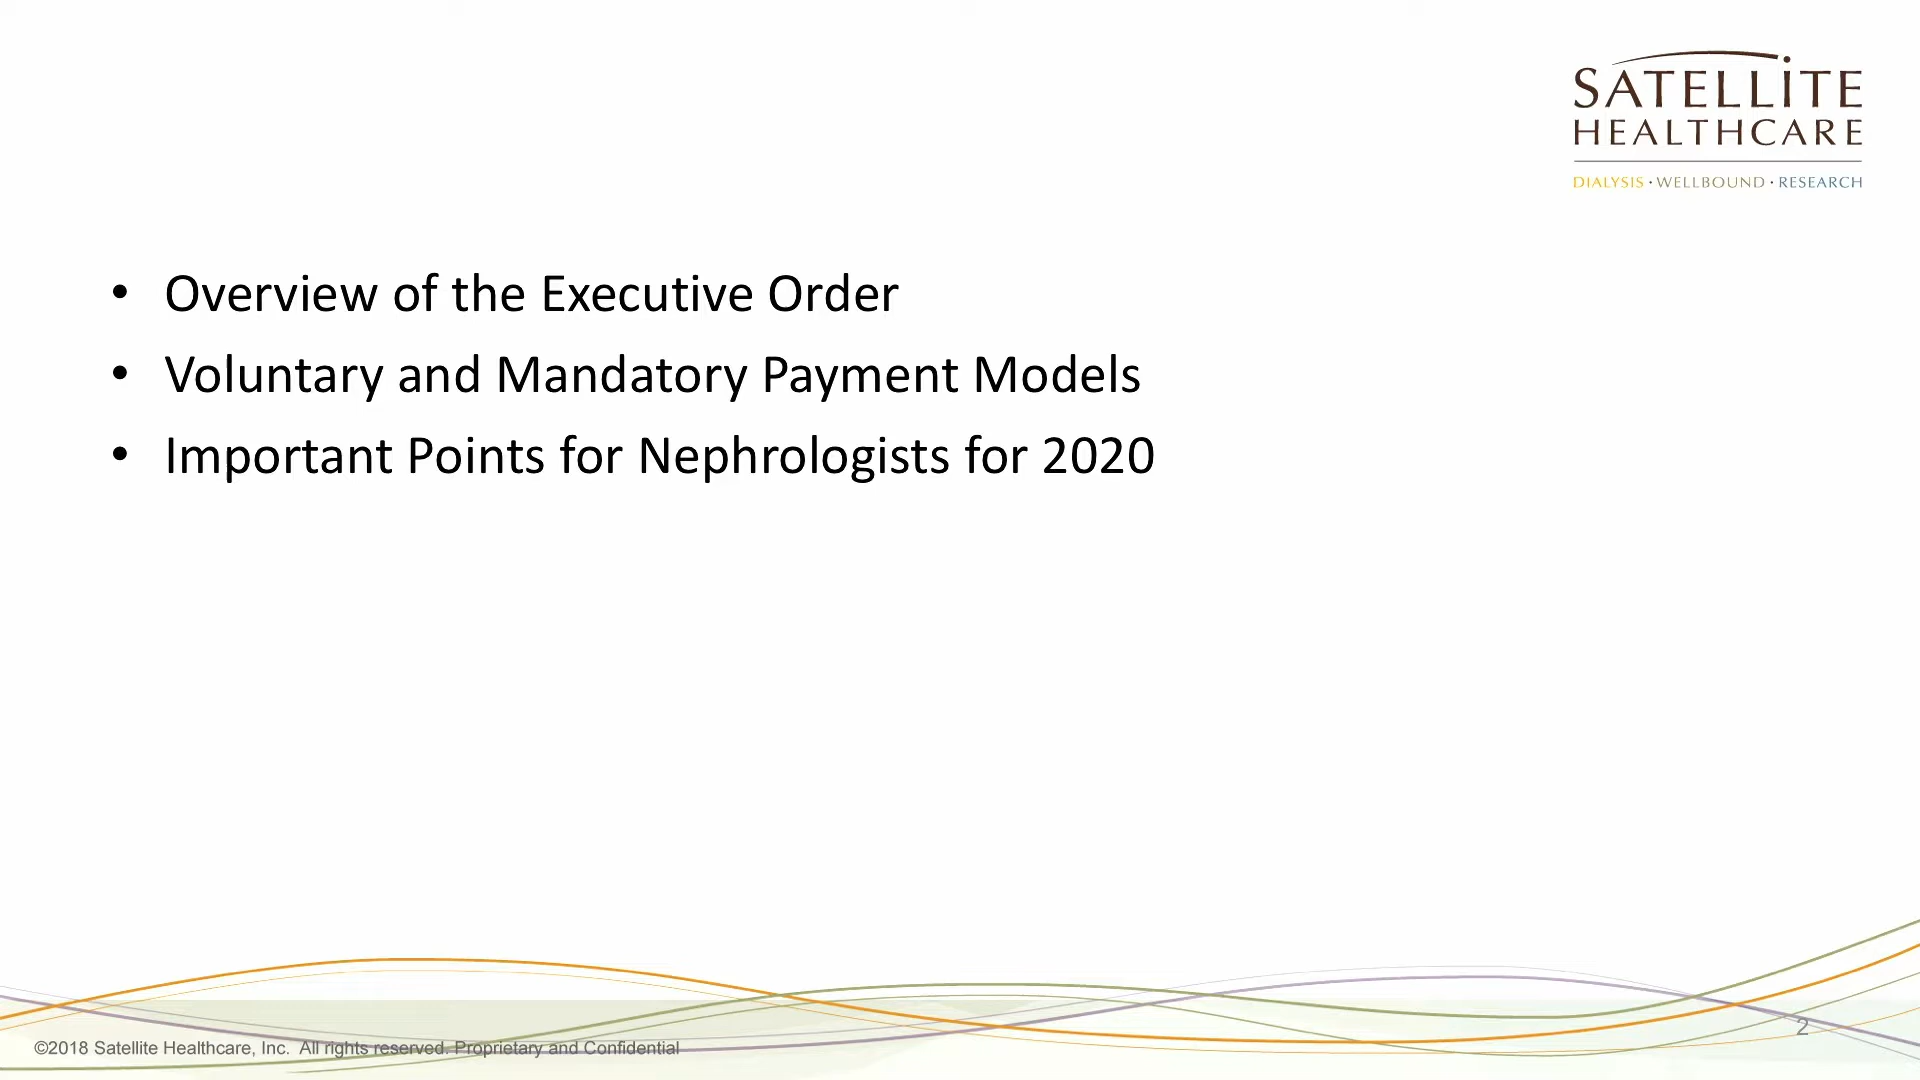 SATELLiTE
HEALTHCARE
DIALYSIS · WELLBOUND · RESEARCH
• Overview of the Executive Order
• Voluntary and Mandatory Payment Models
• Important Points for Nephrologists for 2020
2
©2018 Satellite Healthcare, Inc. All rights reserved. Proprietary and Confidential